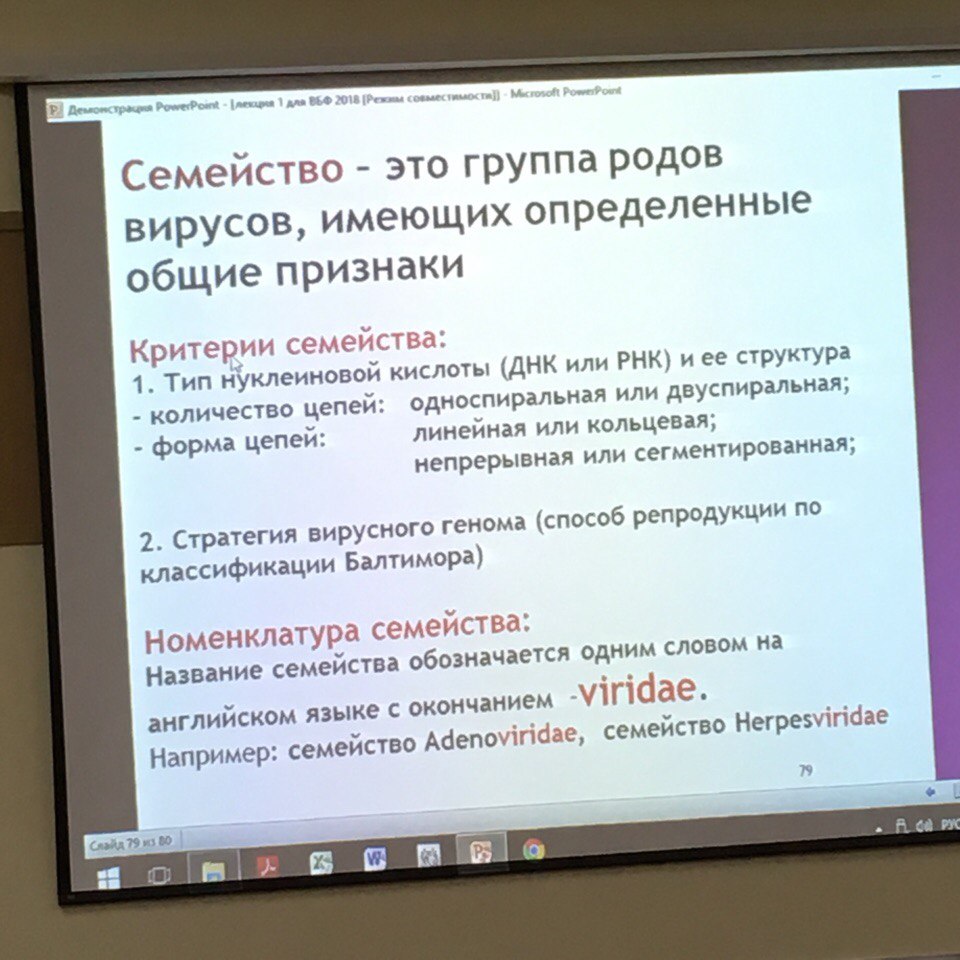 Демонстрация PowerPoint - [лекция 1 для ВБФ 2018 [Режим совместимости]] - Microsoft PowerPoint
Семейство - это группа родов
вирусов, имеющих определенные
общие признаки
Критерии семейства:
1. Тип нуклеиновой кислоты (ДНК или РНК) и ее структура
- количество цепей: односпиральная или двуспиральная;
- форма цепей: линейная или кольцевая;
непрерывная или сегментированная;
2. Стратегия вирусного генома (способ репродукции по
классификации Балтимора)
Номенклатура семейства:
Название семейства обозначается одним словом на
английском языке с окончанием -viridae.
Например: семейство Adenoviridae, семейство Herpesviridae
79
Слайд 79 из 80
РУС